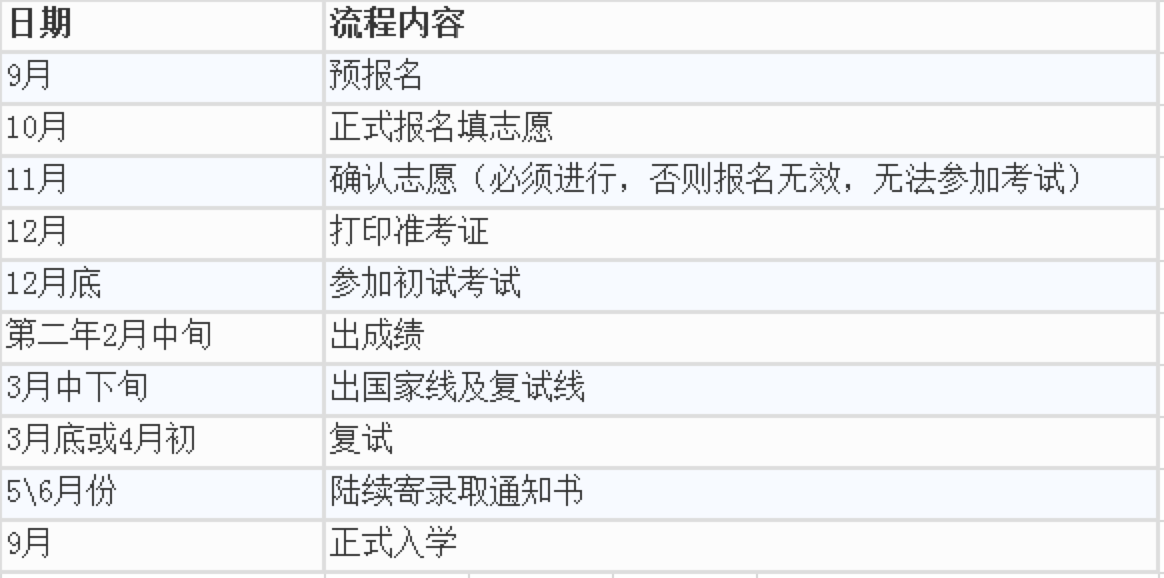 日期 流程内容
9月 预报名
10月 正式报名填志愿
11月 确认志愿（必须进行，否则报名无效，无法参加考试）
12月 打印准考证
12月底 参加初试考试
第二年2月中旬 出成绩
3月中下旬 出国家线及复试线
3月底或4月初 复试
5\6月份 陆续寄录取通知书
9月 正式入学